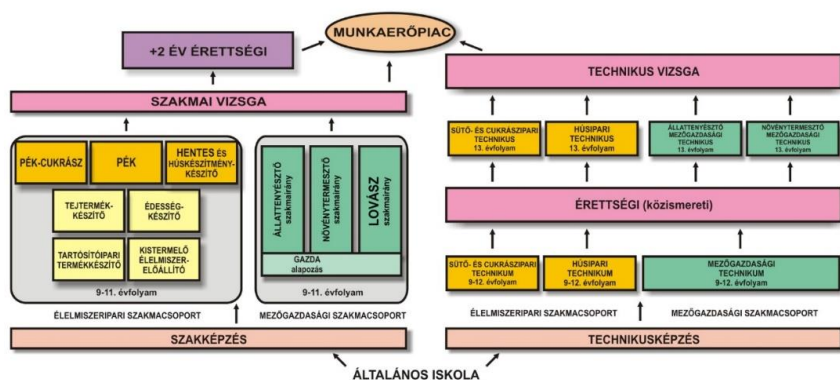 MUNKAERŐPIAC
+2 ÉV ÉRETTSÉGI
SZAKMAI VIZSGA
PÉK-CUKRÁSZ
PÉK
HENTES ÉS
HÚSKÉSZÍTMÉNY-
KÉSZÍTŐ
TEJTERMÉK-
KÉSZÍTŐ
ÉDESSÉG-
KÉSZÍTŐ
TARTÓSÍTÓIPARI
TERMÉKKÉSZÍTŐ
KISTERMELŐ
ÉLELMISZER-
ELŐÁLLÍTÓ
9-11. évfolyam
ÁLLATTENYÉSZTŐ
szakmairány
NÖVÉNYTERMESZTŐ
szakmairány
LOVÁSZ
szakmairány
GAZDA
alapozás
9-11. évfolyam
ÉLELMISZERIPARI SZAKMACSOPORT
MEZŐGAZDASÁGI SZAKMACSOPORT
SZAKKÉPZÉS
TECHNIKUS VIZSGA
SÜTŐ- ÉS CUKRÁSZIPARI
TECHNIKUS
13. évfolyam
HÚSIPARI
TECHNIKUS
13. évfolyam
ÁLLATTENYÉSZTŐ
MEZŐGAZDASÁGI
TECHNIKUS
13. évfolyam
NÖVÉNYTERMESZTŐ
MEZŐGAZDASÁGI
TECHNIKUS
13. évfolyam
ÉRETTSÉGI (közismereti)
SÜTŐ- ÉS CUKRÁSZIPARI
TECHNIKUM
9-12. évfolyam
HÚSIPARI
TECHNIKUM
9-12. évfolyam
MEZŐGAZDASÁGI
TECHNIKUM
9-12. évfolyam
ÉLELMISZERIPARI SZAKMACSOPORT
MEZŐGAZDASÁGI SZAKMACSOPORT
TECHNIKUSKÉPZÉS
ÁLTALÁNOS ISKOLA